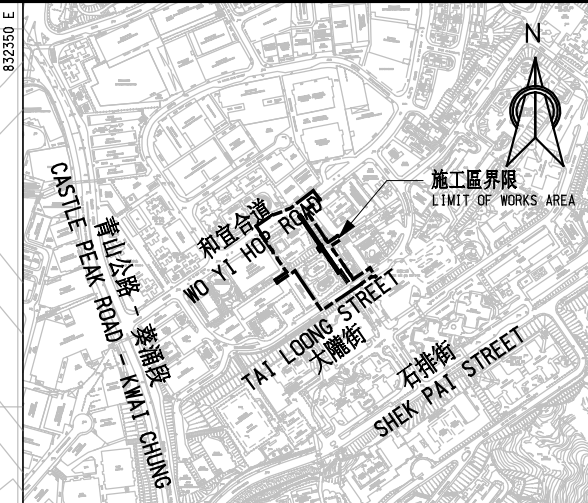 832350 E
N
施工區界限
LIMIT OF WORKS AREA
和宜合道
WO YI HOP ROAD
青山公路 - 葵涌段
CASTLE PEAK ROAD - KWAI CHUNG
TAI LOONG STREET
大隴街
石排街
SHEK PAI STREET